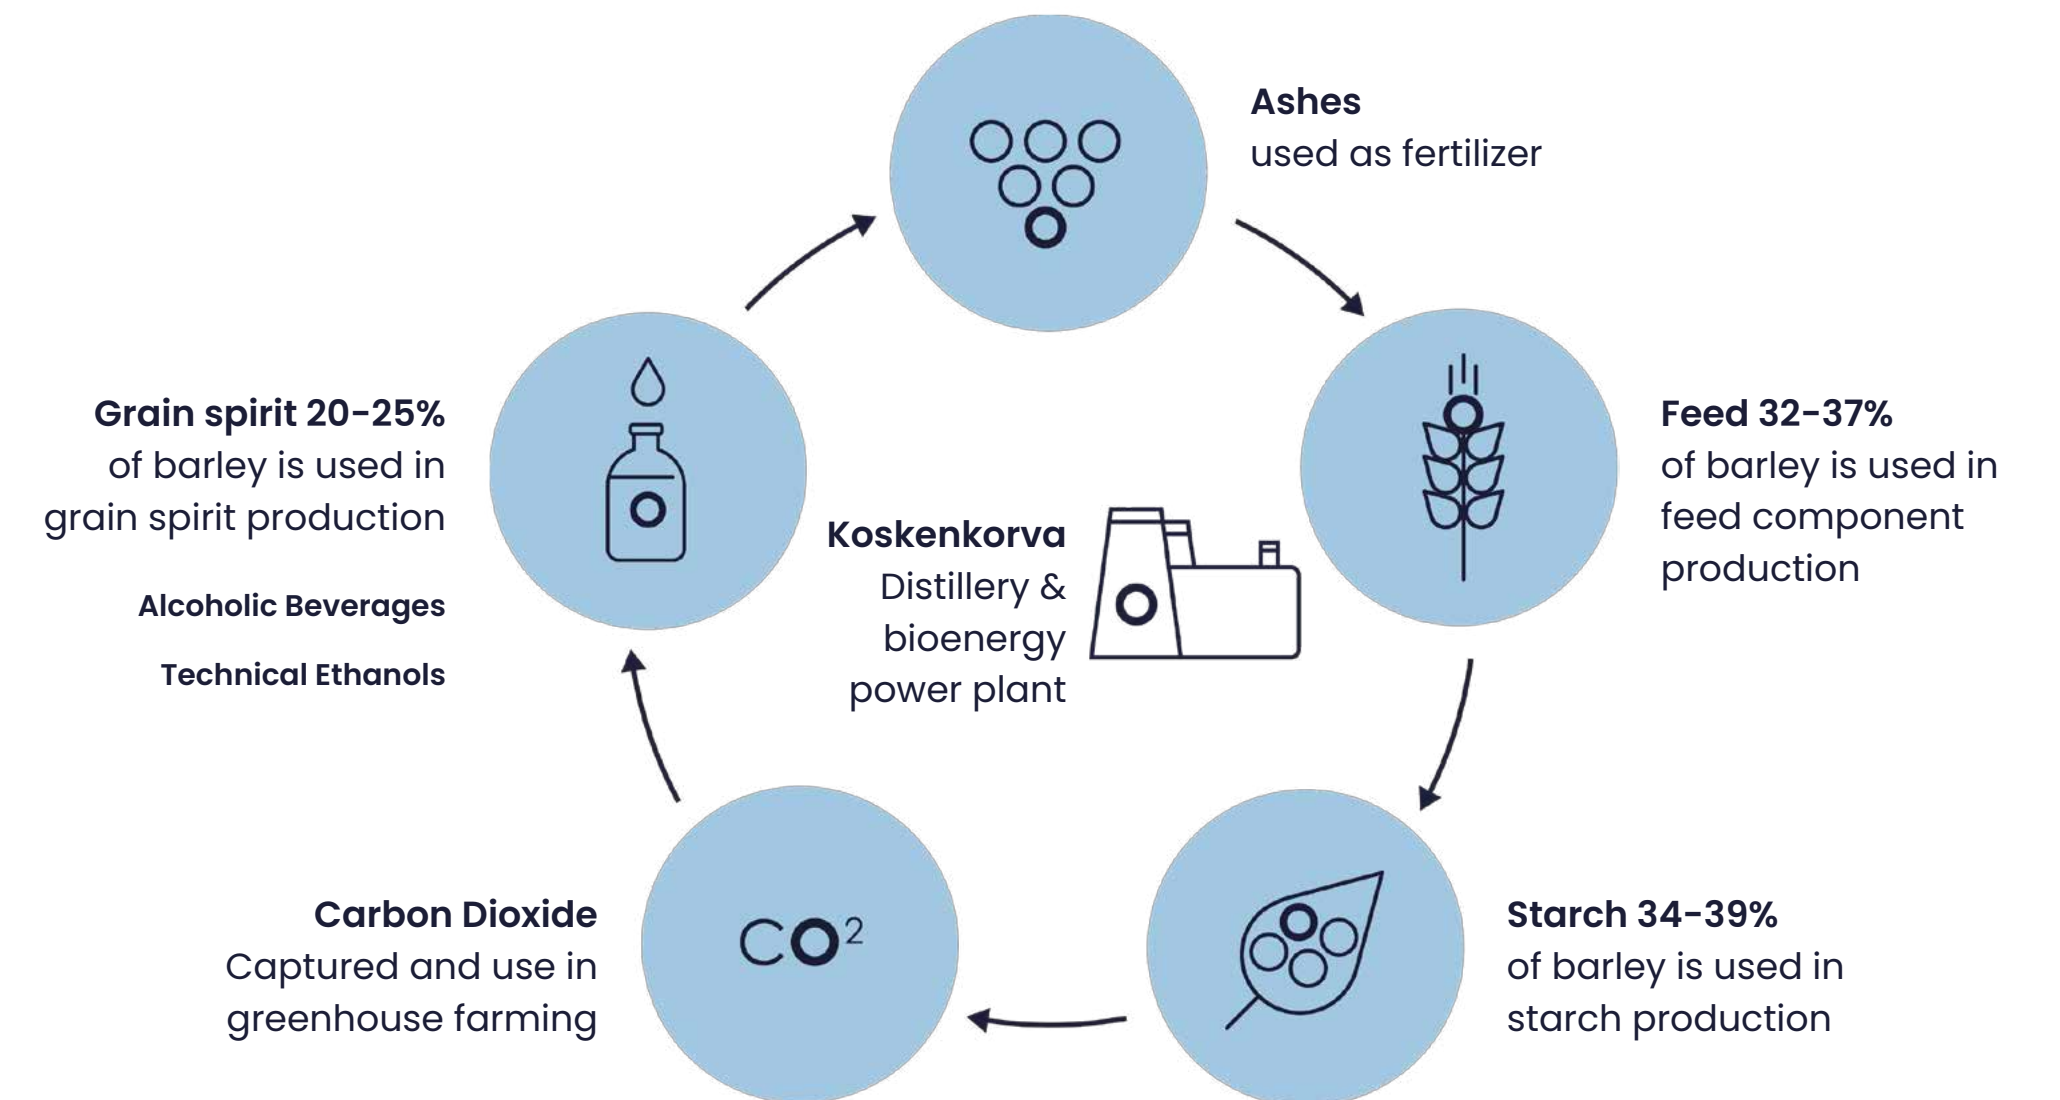 Ashes
used as fertilizer
Grain spirit 20-25%
of barley is used in
grain spirit production
Alcoholic Beverages
Technical Ethanols
Feed 32-37%
of barley is used in
feed component
production
Koskenkorva
Distillery &
bioenergy
power plant
Carbon Dioxide
Captured and use in
greenhouse farming
CO²
Starch 34-39%
of barley is used in
starch production